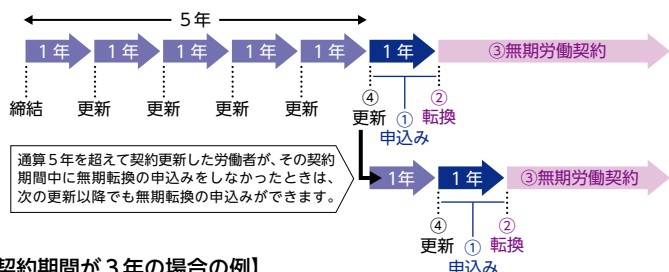 5年
1年 1年 1年 1年 1年 1年 ③無期労働契約
締結 更新 更新 更新 更新 ④更新 ①申込み ②転換
通算5年を超えて契約更新した労働者が、その契約
期間中に無期転換の申込みをしなかったときは、
次の更新以降でも無期転換の申込みができます。
1年 1年 ③無期労働契約
④更新 ①申込み ②転換
契約期間が3年の場合の例】